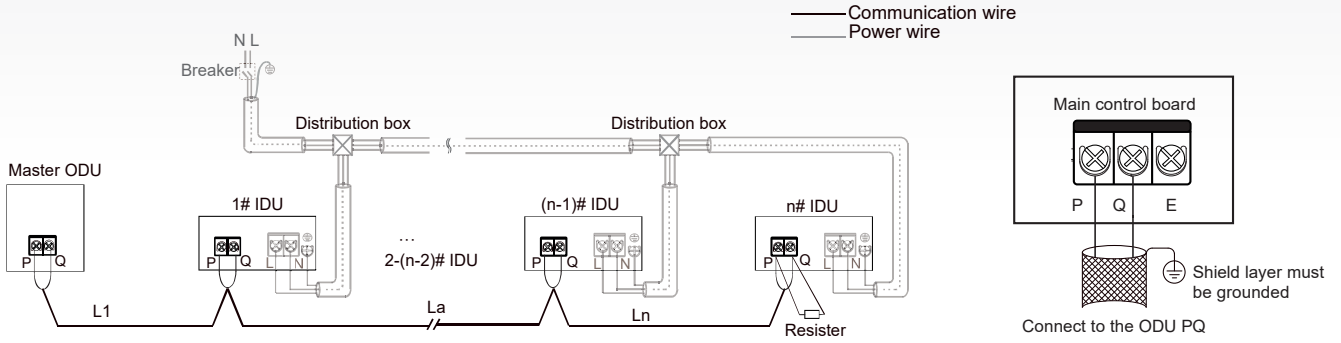 Communication wire
Power wire
N L
Breaker
Distribution box
Distribution box
Master ODU
1# IDU
(n-1)# IDU
n# IDU
...
2-(n-2)# IDU
P Q
P Q L N
P Q L N
P Q L N
L1
La
Ln
Resister
Main control board
P Q E
Shield layer must
be grounded
Connect to the ODU PQ